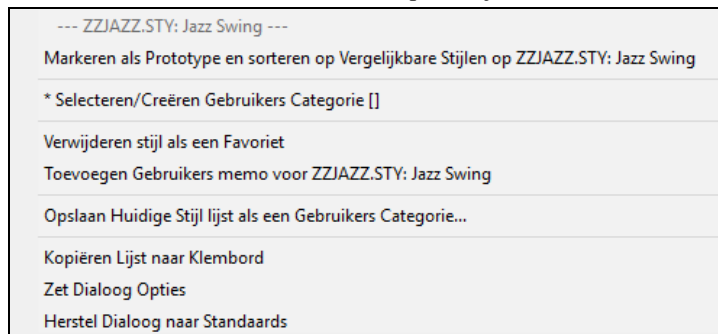 --- ZZJAZZ.STY: Jazz Swing ---
Markeren als Prototype en sorteren op Vergelijkbare Stijlen op ZZJAZZ.STY: Jazz Swing
* Selecteren/Creëren Gebruikers Categorie []
Verwijderen stijl als een Favoriet
Toevoegen Gebruikers memo voor ZZJAZZ.STY: Jazz Swing
Opslaan Huidige Stijl lijst als een Gebruikers Categorie...
Kopiëren Lijst naar Klembord
Zet Dialoog Opties
Herstel Dialoog naar Standaards